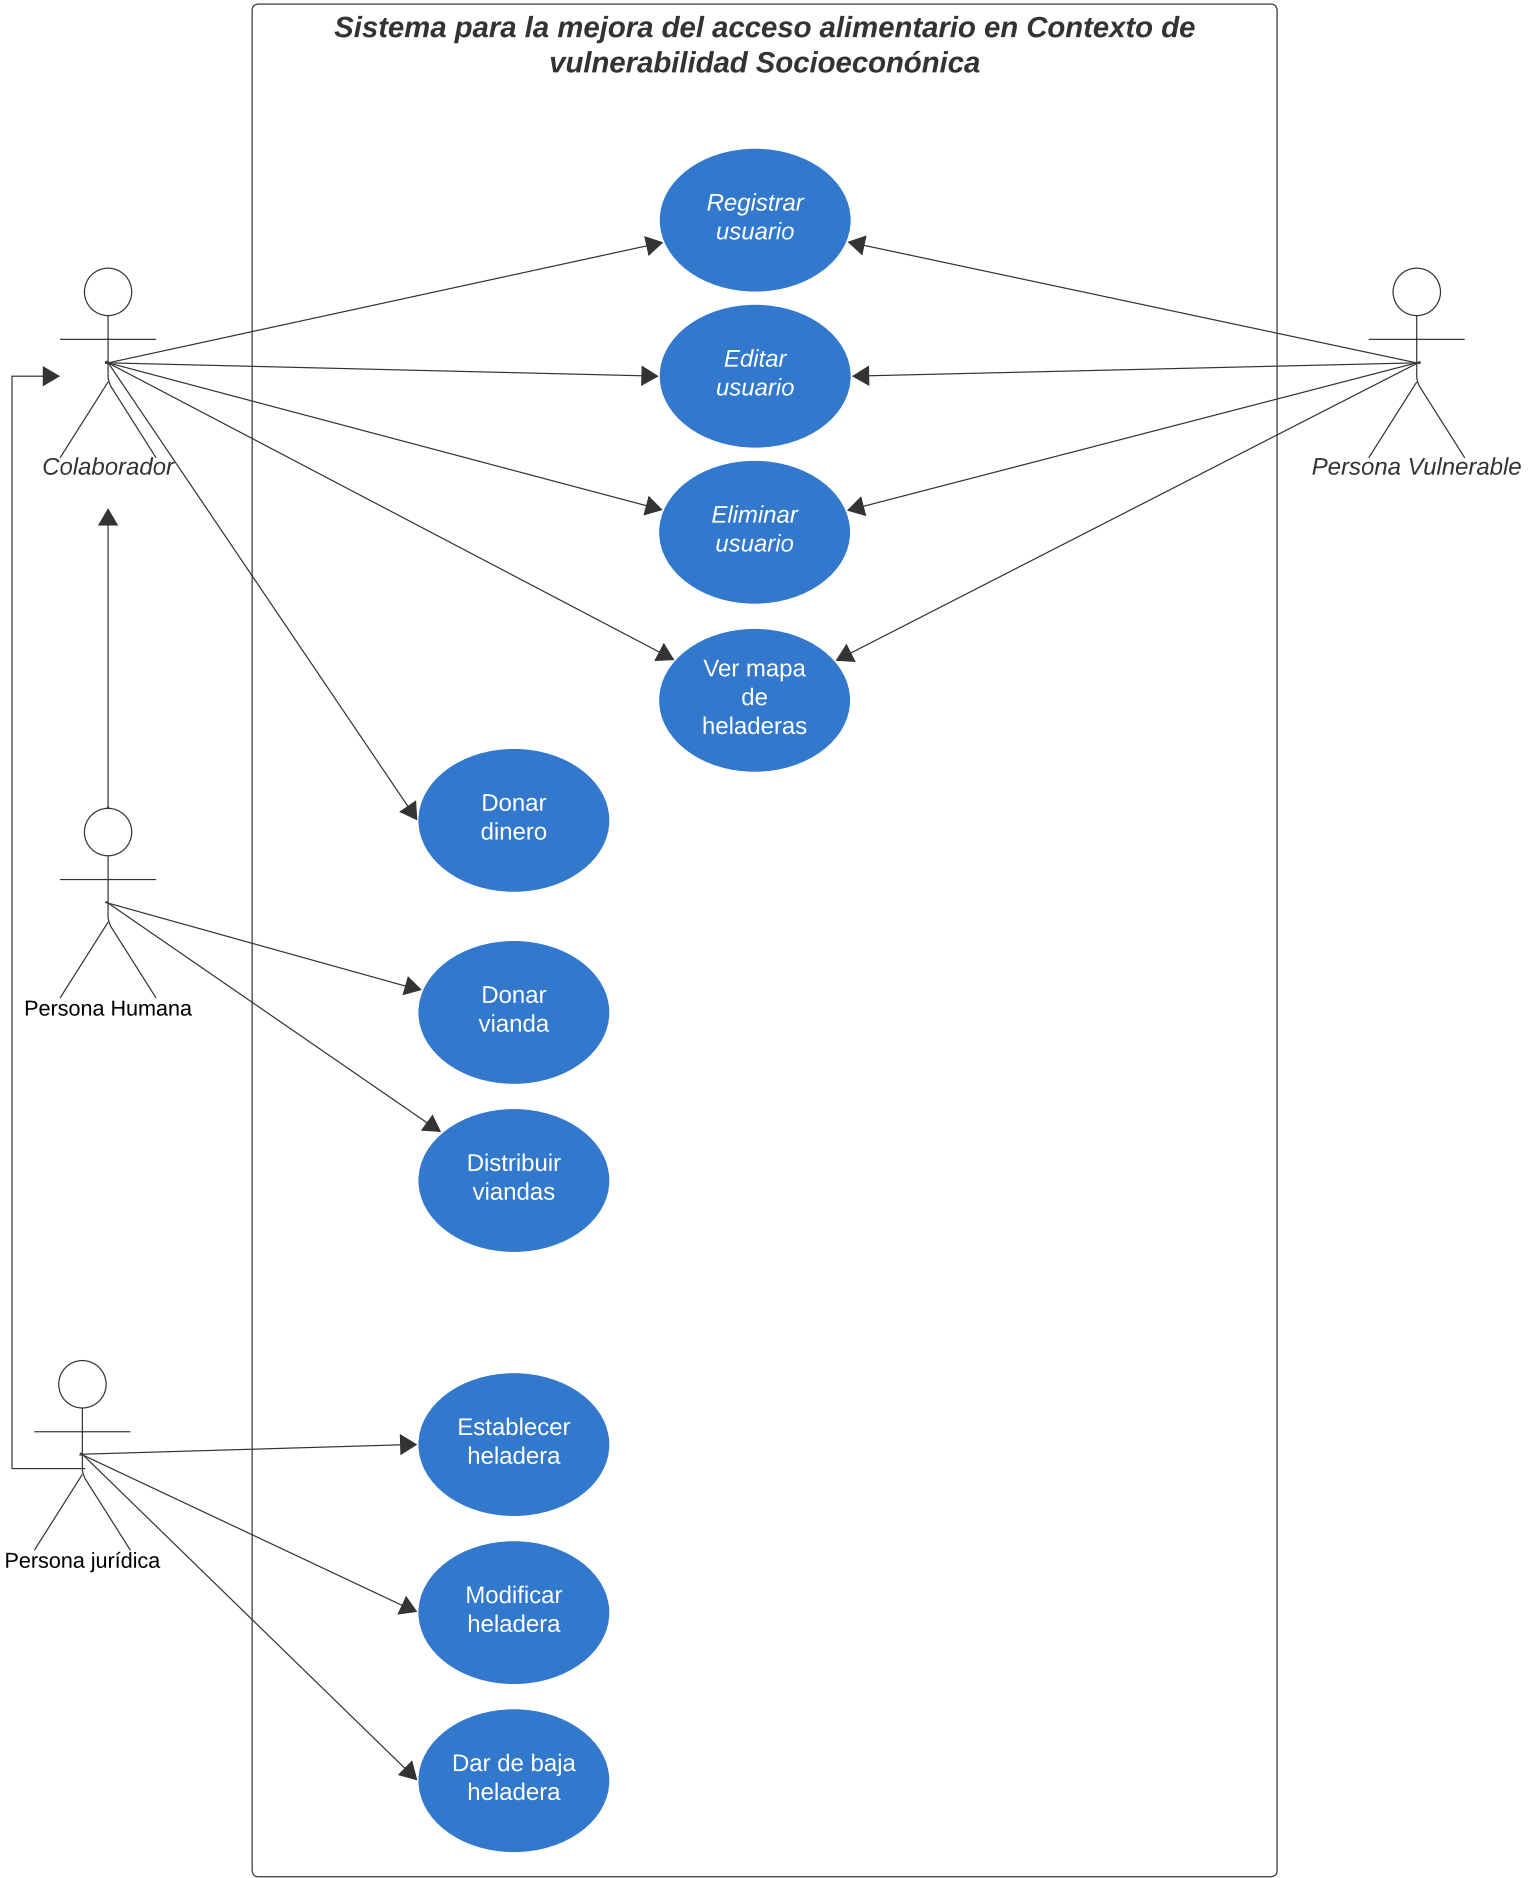 Sistema para la mejora del acceso alimentario en Contexto de
vulnerabilidad Socioeconónica
Registrar
usuario
Editar
usuario
Colaborador
Persona Vulnerable
Eliminar
usuario
Ver mapa
de
heladeras
Donar
dinero
Persona Humana
Donar
vianda
Distribuir
viandas
Establecer
heladera
Persona jurídica
Modificar
heladera
Dar de baja
heladera